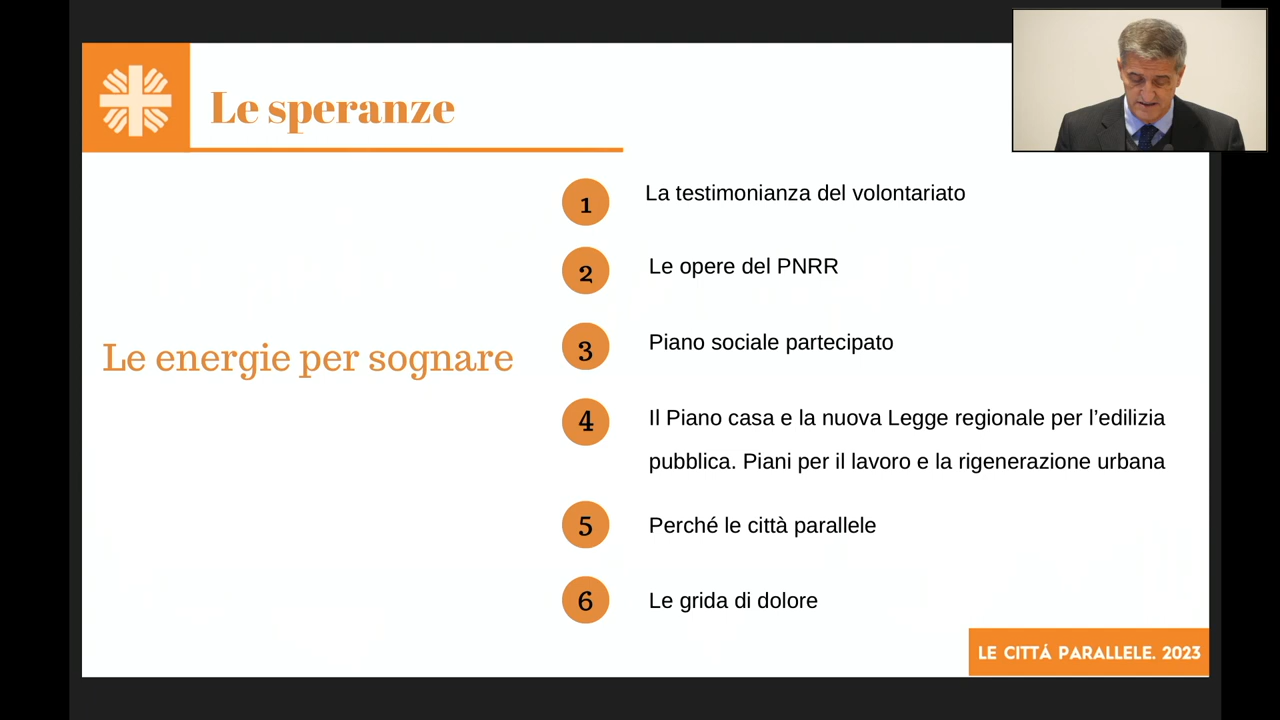 Le speranze
Le energie per sognare
1
La testimonianza del volontariato
2
Le opere del PNRR
3
Piano sociale partecipato
4
Il Piano casa e la nuova Legge regionale per l’edilizia
pubblica. Piani per il lavoro e la rigenerazione urbana
5
Perché le città parallele
6
Le grida di dolore
LE CITTÁ PARALLELE. 2023